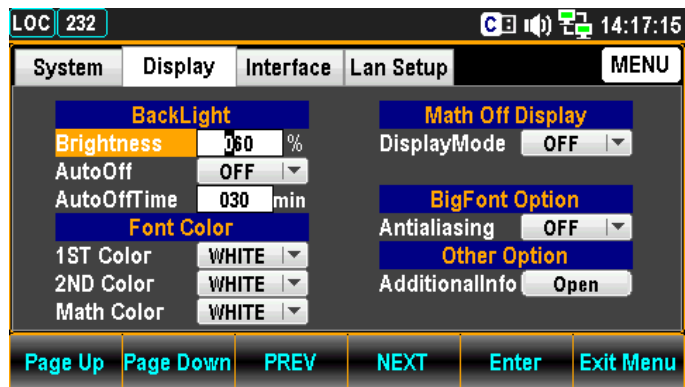 LOC 232 C 14:17:15
System Display Interface Lan Setup MENU
BackLight
Brightness 060 %
AutoOff OFF
AutoOffTime 030 min
Font Color
1ST Color WHITE
2ND Color WHITE
Math Color WHITE
Math Off Display
DisplayMode OFF
BigFont Option
Antialiasing OFF
Other Option
AdditionalInfo Open
Page Up Page Down PREV NEXT Enter Exit Menu